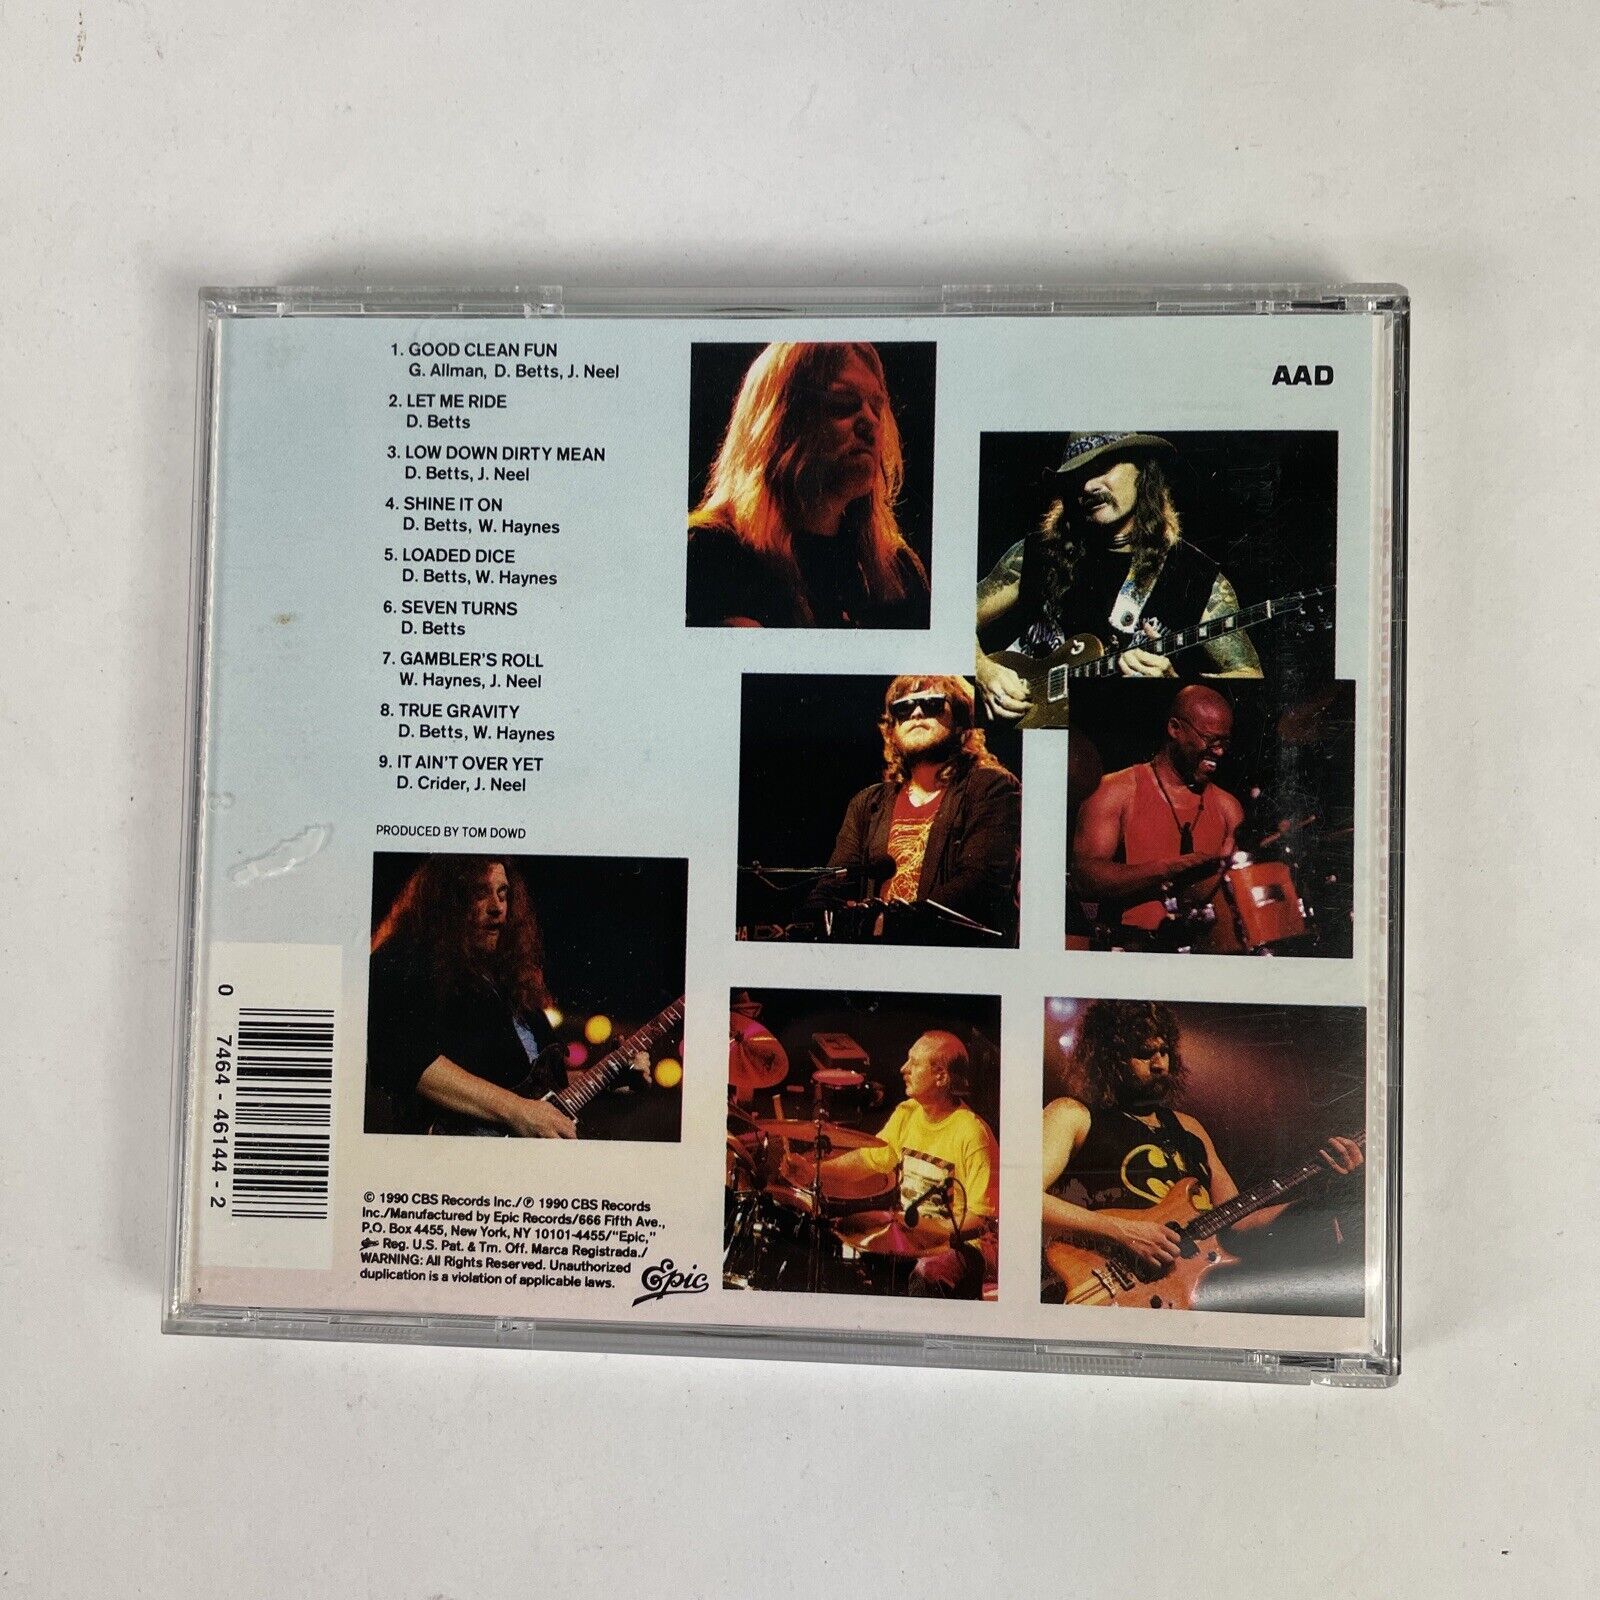 1. GOOD CLEAN FUN
G. Allman, D. Betts, J. Neel
2. LET ME RIDE
D. Betts
3. LOW DOWN DIRTY MEAN
D. Betts, J. Neel
4. SHINE IT ON
D. Betts, W. Haynes
5. LOADED DICE
D. Betts, W. Haynes
6. SEVEN TURNS
D. Betts
7. GAMBLER'S ROLL
W. Haynes, J. Neel
8. TRUE GRAVITY
D. Betts, W. Haynes
9. IT AIN'T OVER YET
D. Crider, J. Neel
PRODUCED BY TOM DOWD
AAD
0 7464-46144-2
© 1990 CBS Records Inc./℗ 1990 CBS Records
Inc./Manufactured by Epic Records/666 Fifth Ave.,
P.O. Box 4455, New York, NY 10101-4455/"Epic,"
Reg. U.S. Pat. & Tm. Off. Marca Registrada./
WARNING: All Rights Reserved. Unauthorized
duplication is a violation of applicable laws.
Epic